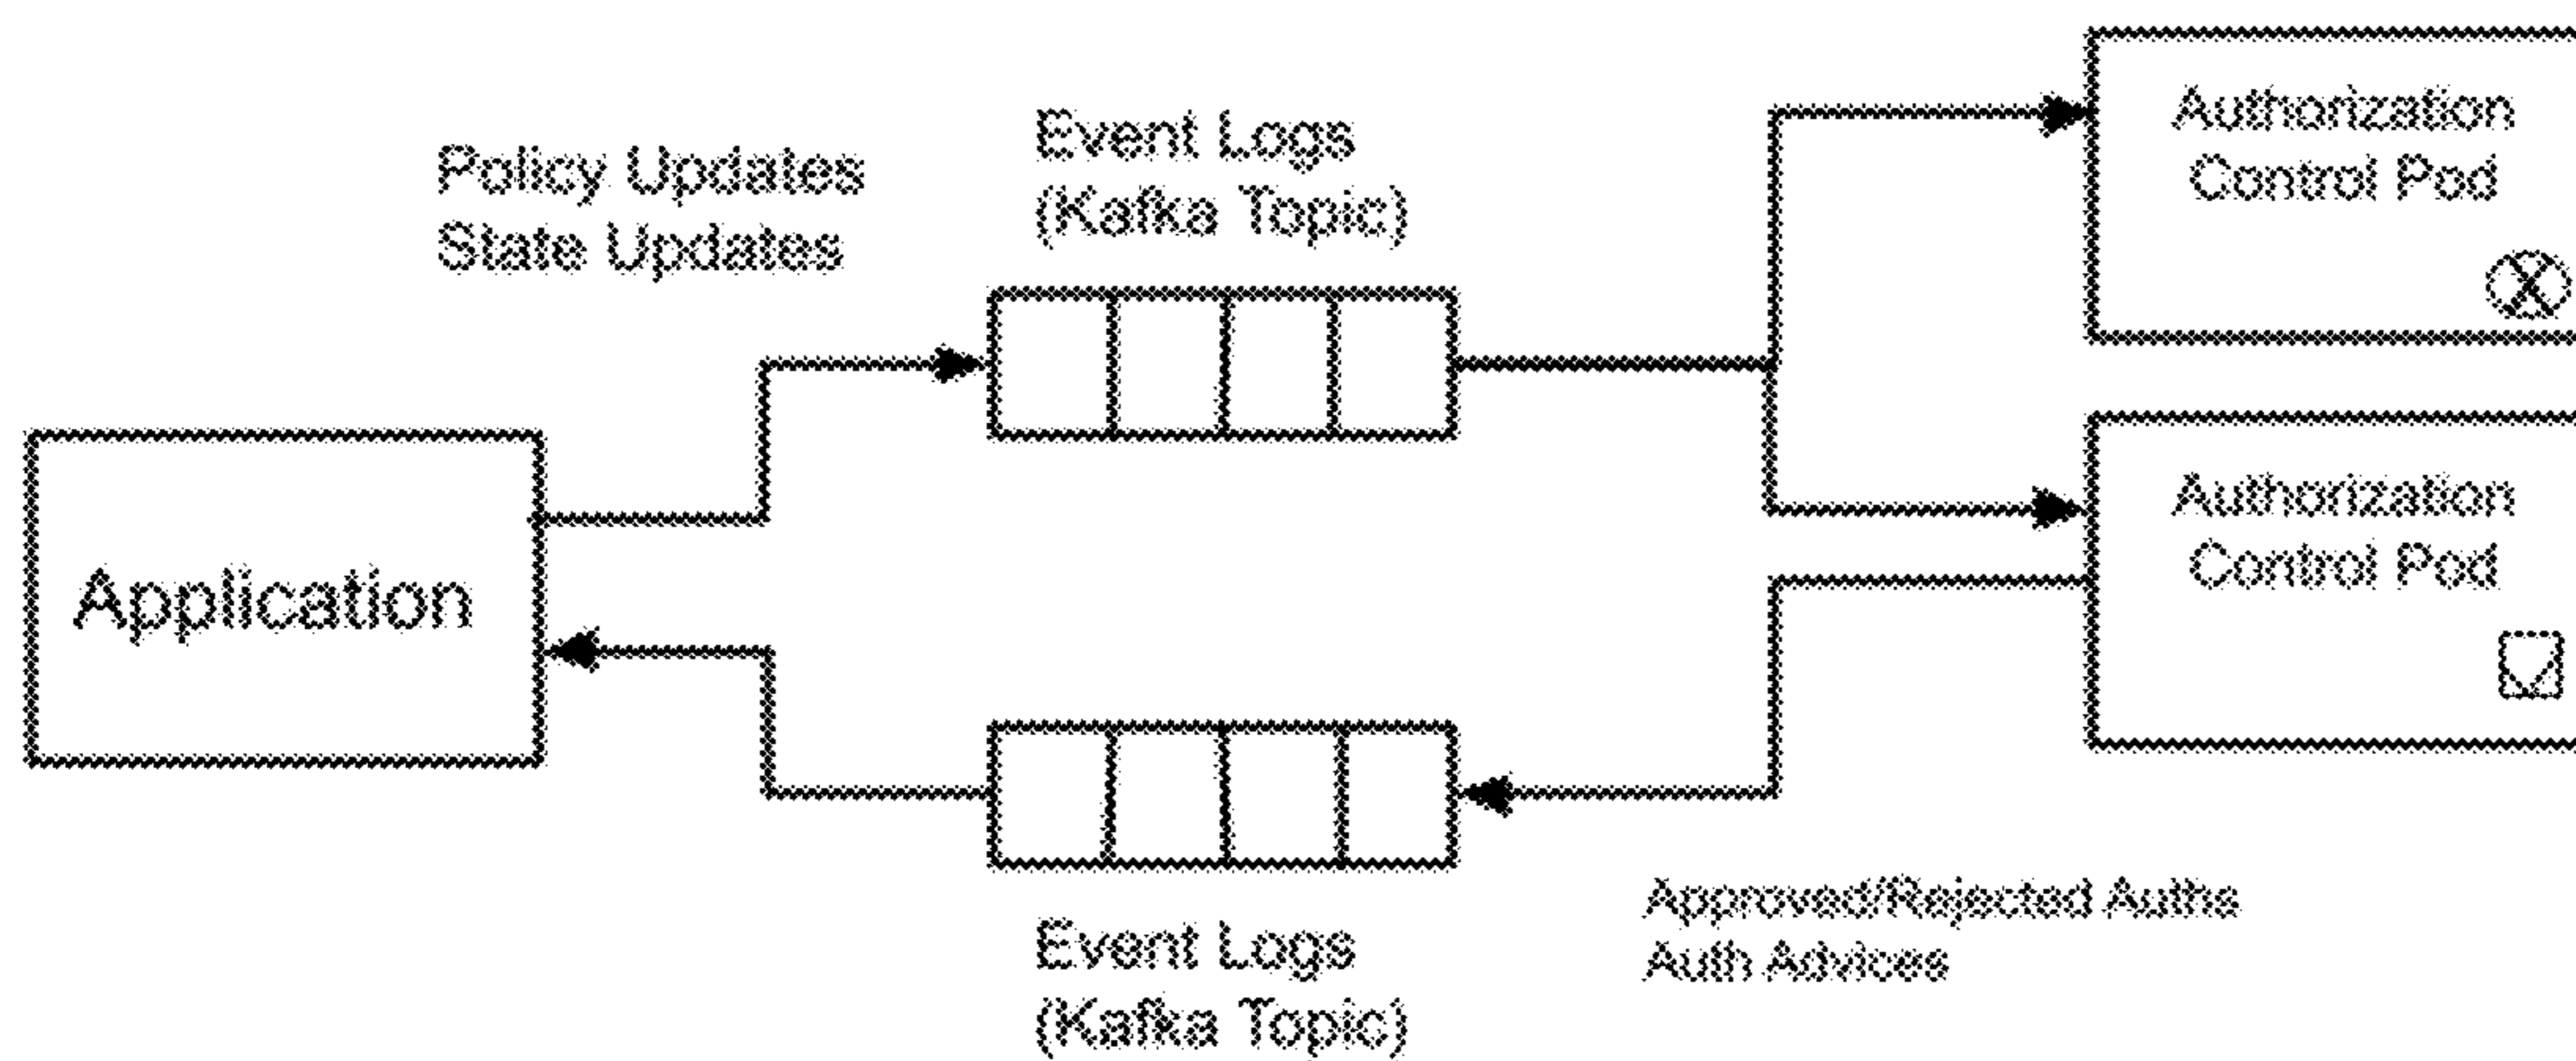 Policy Updates
State Updates
Event Logs
(Kafka Topic)
Authorization
Control Pod
Application
Authorization
Control Pod
Event Logs
(Kafka Topic)
Approved/Rejected Auths
Auth Advices